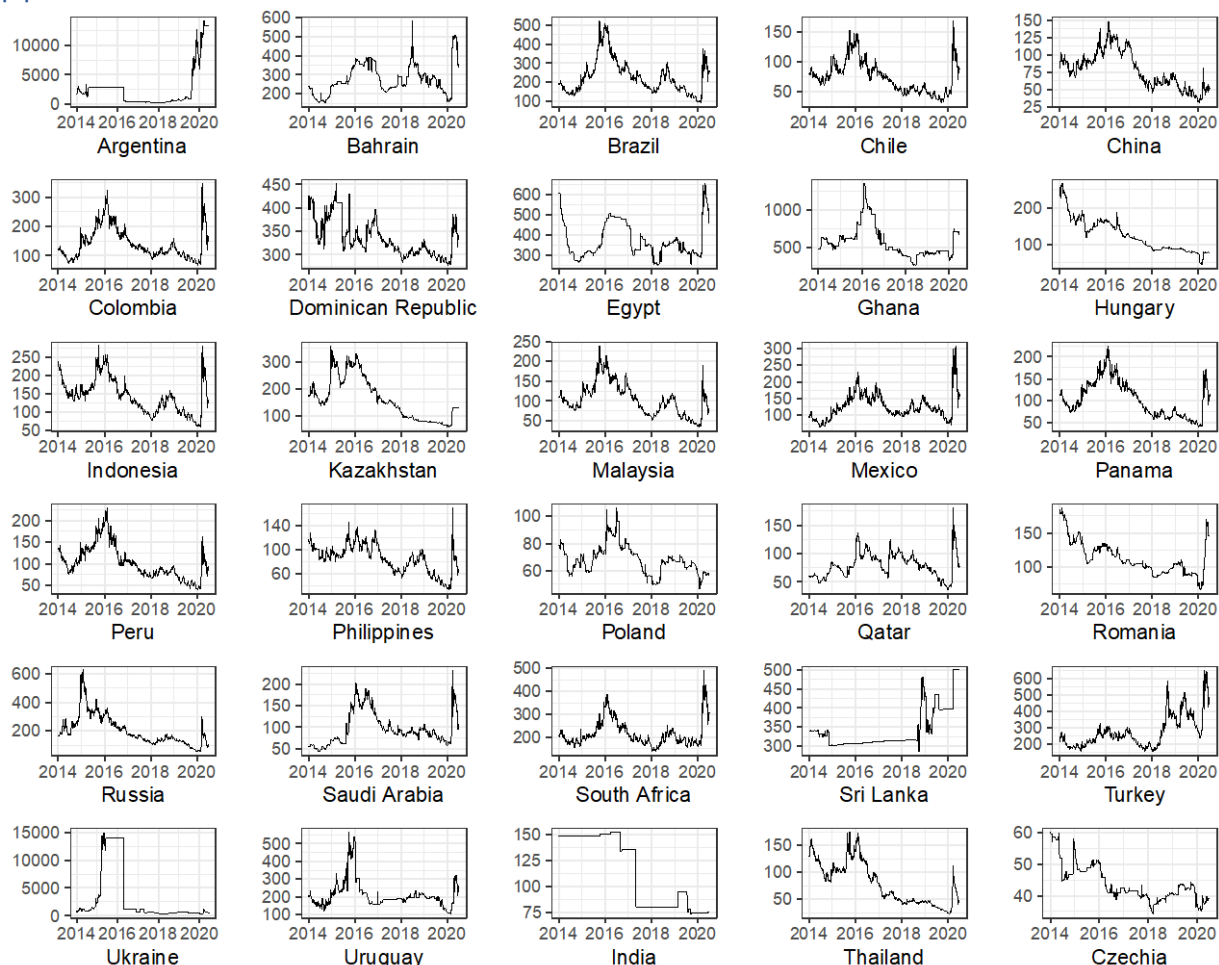 10000
5000
0
2014 2016 2018 2020
Argentina
600
500
400
300
200
2014 2016 2018 2020
Bahrain
500
400
300
200
100
2014 2016 2018 2020
Brazil
150
100
50
2014 2016 2018 2020
Chile
150
125
100
75
50
25
2014 2016 2018 2020
China
300
200
100
2014 2016 2018 2020
Colombia
450
400
350
300
2014 2016 2018 2020
Dominican Republic
600
500
400
300
2014 2016 2018 2020
Egypt
1000
500
2014 2016 2018 2020
Ghana
200
100
2014 2016 2018 2020
Hungary
250
200
150
100
50
2014 2016 2018 2020
Indonesia
300
200
100
2014 2016 2018 2020
Kazakhstan
250
200
150
100
50
2014 2016 2018 2020
Malaysia
300
250
200
150
100
2014 2016 2018 2020
Mexico
200
150
100
50
2014 2016 2018 2020
Panama
200
150
100
50
2014 2016 2018 2020
Peru
140
100
60
2014 2016 2018 2020
Philippines
100
80
60
2014 2016 2018 2020
Poland
150
100
50
2014 2016 2018 2020
Qatar
150
100
2014 2016 2018 2020
Romania
600
400
200
2014 2016 2018 2020
Russia
200
150
100
50
2014 2016 2018 2020
Saudi Arabia
500
400
300
200
2014 2016 2018 2020
South Africa
500
450
400
350
300
2014 2016 2018 2020
Sri Lanka
600
500
400
300
200
2014 2016 2018 2020
Turkey
15000
10000
5000
0
2014 2016 2018 2020
Ukraine
500
400
300
200
100
2014 2016 2018 2020
Uruguay
150
125
100
75
2014 2016 2018 2020
India
150
100
50
2014 2016 2018 2020
Thailand
60
50
40
2014 2016 2018 2020
Czechia